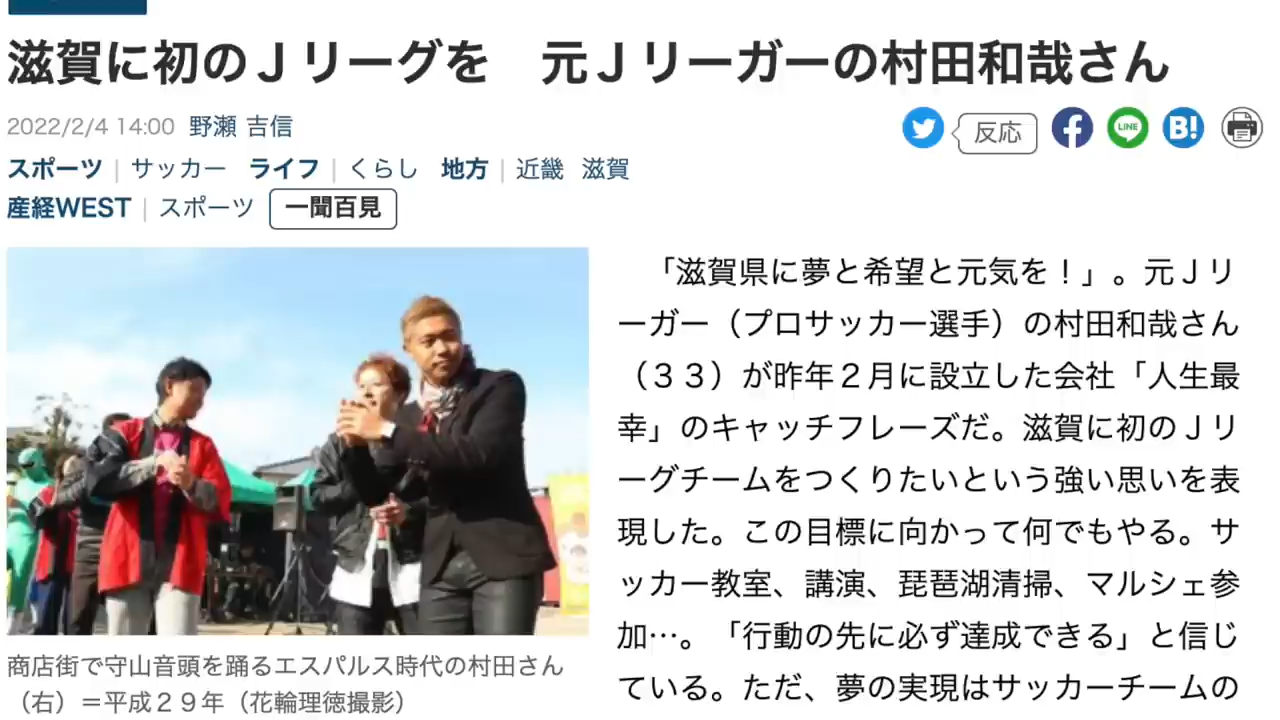 滋賀に初のＪリーグを　元Ｊリーガーの村田和哉さん
2022/2/4 14:00 野瀬 吉信
反応
LINE
B!
スポーツ | サッカー ライフ | くらし 地方 | 近畿 滋賀
産経WEST | スポーツ 一聞百見
「滋賀県に夢と希望と元気を！」。元Ｊリ
ーガー（プロサッカー選手）の村田和哉さん
（３３）が昨年２月に設立した会社「人生最
幸」のキャッチフレーズだ。滋賀に初のＪリ
ーグチームをつくりたいという強い思いを表
現した。この目標に向かって何でもやる。サ
ッカー教室、講演、琵琶湖清掃、マルシェ参
加…。「行動の先に必ず達成できる」と信じ
ている。ただ、夢の実現はサッカーチームの
商店街で守山音頭を踊るエスパルス時代の村田さん
（右）＝平成２９年（花輪理徳撮影）